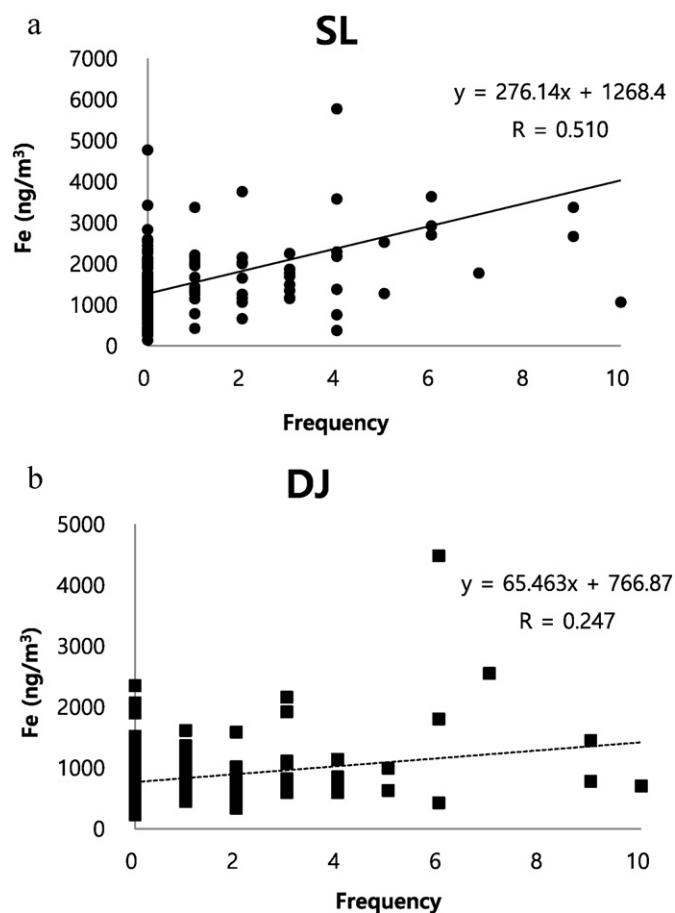 a
SL
7000
6000
5000
4000
3000
2000
1000
0
Fe (ng/m³)
y = 276.14x + 1268.4
R = 0.510
0 2 4 6 8 10
Frequency
b
DJ
5000
4000
3000
2000
1000
0
Fe (ng/m³)
y = 65.463x + 766.87
R = 0.247
0 2 4 6 8 10
Frequency